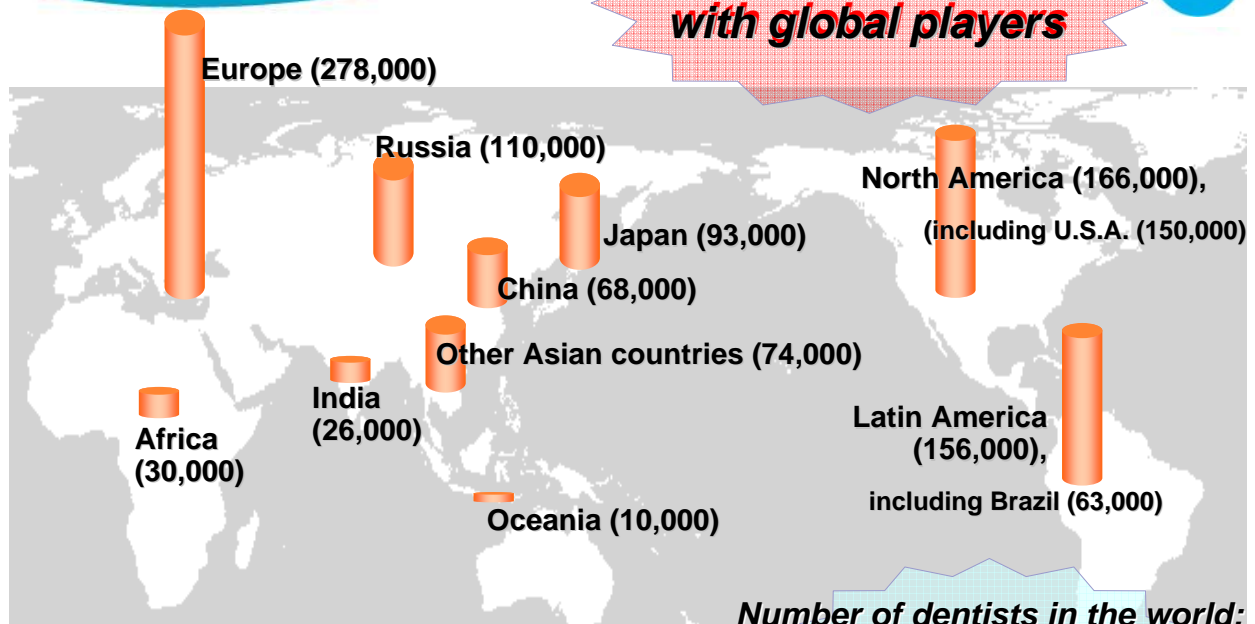 with global players
Europe (278,000)
Russia (110,000)
North America (166,000),
(including U.S.A. (150,000)
Japan (93,000)
China (68,000)
Other Asian countries (74,000)
India
(26,000)
Africa
(30,000)
Latin America
(156,000),
including Brazil (63,000)
Oceania (10,000)
Number of dentists in the world: